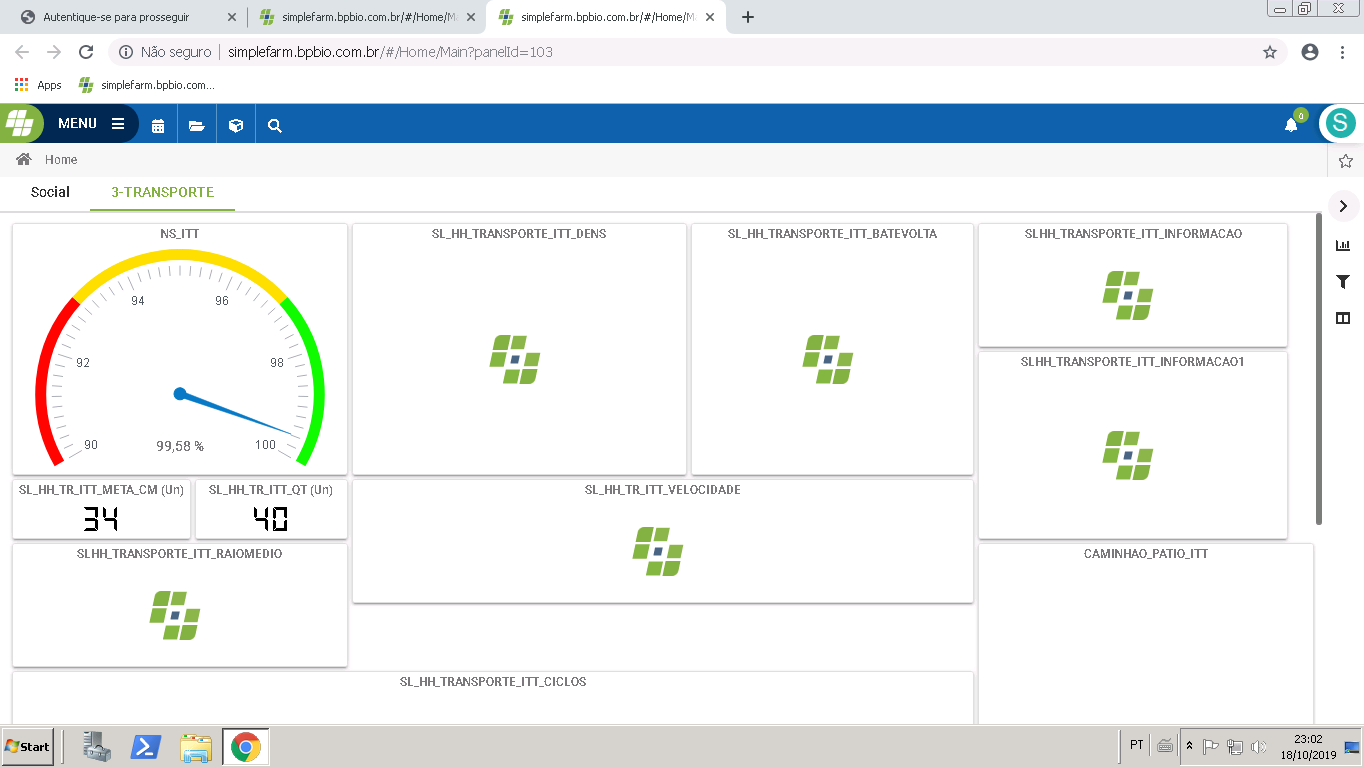 Autentique-se para prosseguir
simplefarm.bpbio.com.br/#/Home/M
simplefarm.bpbio.com.br/#/Home/M
Não seguro
simplefarm.bpbio.com.br/#/Home/Main?panelId=103
Apps
simplefarm.bpbio.com...
MENU
0
S
Home
Social
3-TRANSPORTE
NS_ITT
90
92
94
96
98
100
99,58 %
SL_HH_TRANSPORTE_ITT_DENS
SL_HH_TRANSPORTE_ITT_BATEVOLTA
SLHH_TRANSPORTE_ITT_INFORMACAO
SLHH_TRANSPORTE_ITT_INFORMACAO1
SL_HH_TR_ITT_META_CM (Un)
34
SL_HH_TR_ITT_QT (Un)
40
SL_HH_TR_ITT_VELOCIDADE
SLHH_TRANSPORTE_ITT_RAIOMEDIO
CAMINHAO_PATIO_ITT
SL_HH_TRANSPORTE_ITT_CICLOS
Start
PT
23:02
18/10/2019